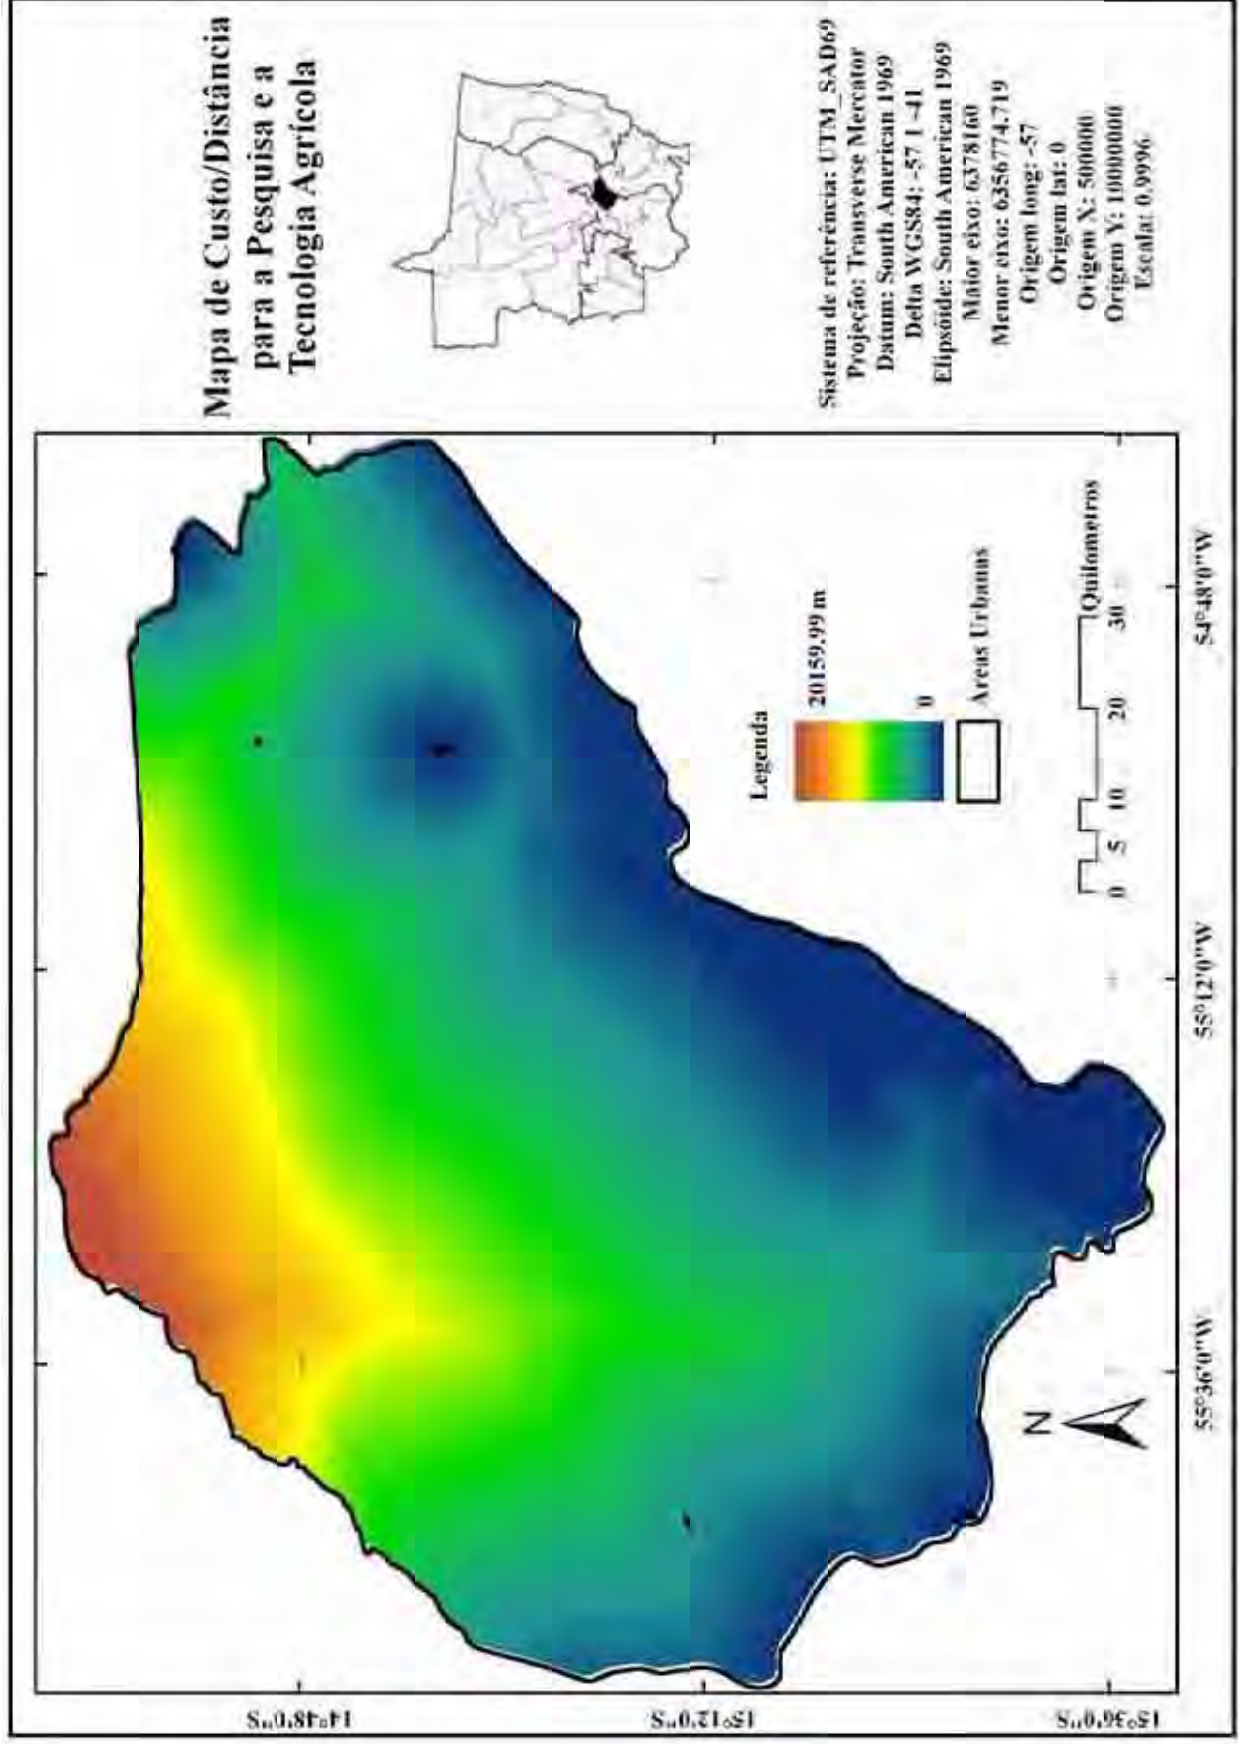 Mapa de Custo/Distância
para a Pesquisa e a
Tecnologia Agrícola
Sistema de referência: UTM_SAD69
Projeção: Transverse Mercator
Datum: South American 1969
Delta WGS84: -57 1 -41
Elipsóide: South American 1969
Maior eixo: 6378160
Menor eixo: 6356774.719
Origem long: -57
Origem lat: 0
Origem X: 500000
Origem Y: 10000000
Escala: 0.9996
Legenda
20159.99 m
0
Áreas Urbanas
0 5 10 20 30
Quilometros
N
14°48'0"S
15°12'0"S
15°36'0"S
55°36'0"W
55°12'0"W
54°48'0"W